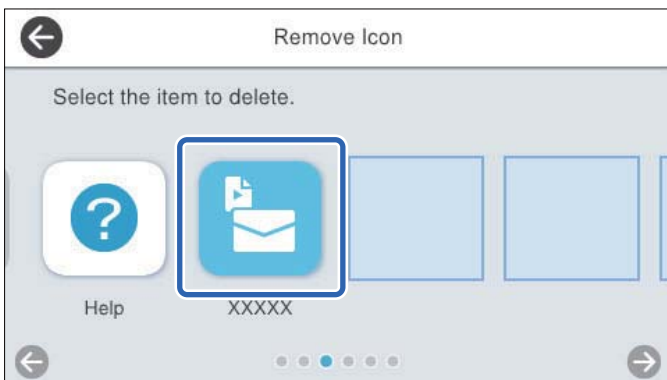 Remove Icon
Select the item to delete.
?
Help
XXXXX